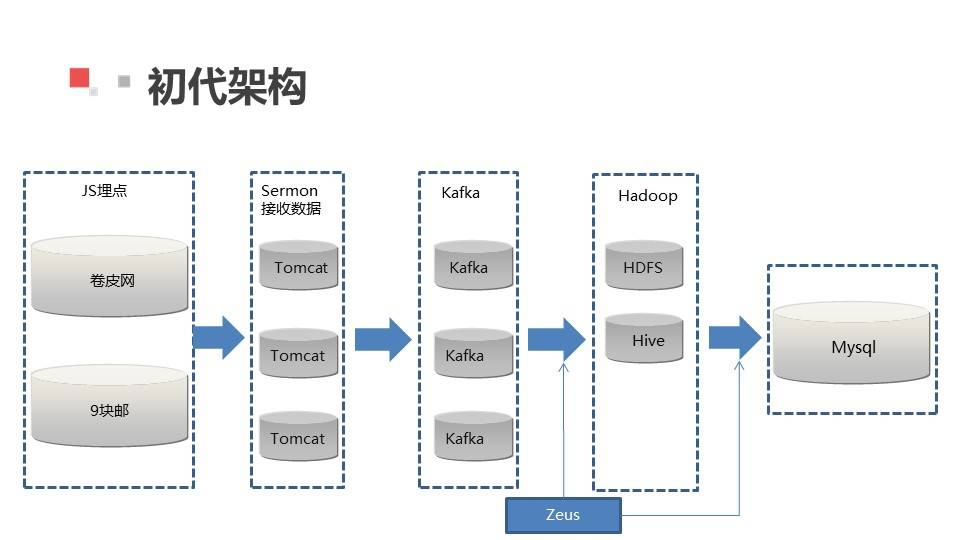 初代架构
JS埋点
卷皮网
9块邮
Sermon
接收数据
Tomcat
Tomcat
Tomcat
Kafka
Kafka
Kafka
Kafka
Hadoop
HDFS
Hive
Mysql
Zeus